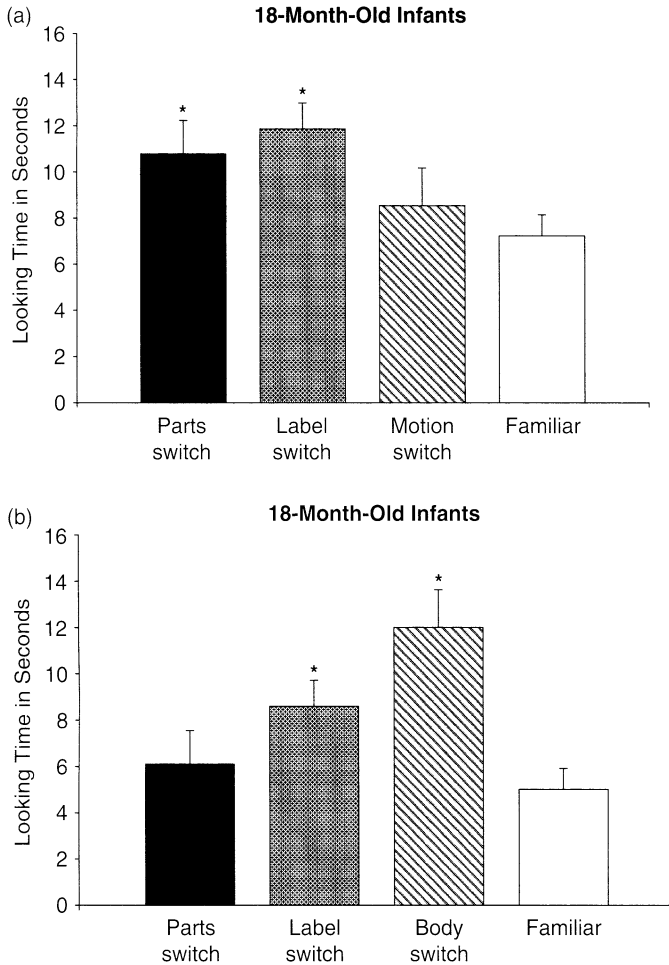 (a)
18-Month-Old Infants
Looking Time in Seconds
16
14
12
10
8
6
4
2
0
*
*
Parts switch
Label switch
Motion switch
Familiar
(b)
18-Month-Old Infants
Looking Time in Seconds
16
14
12
10
8
6
4
2
0
*
*
Parts switch
Label switch
Body switch
Familiar